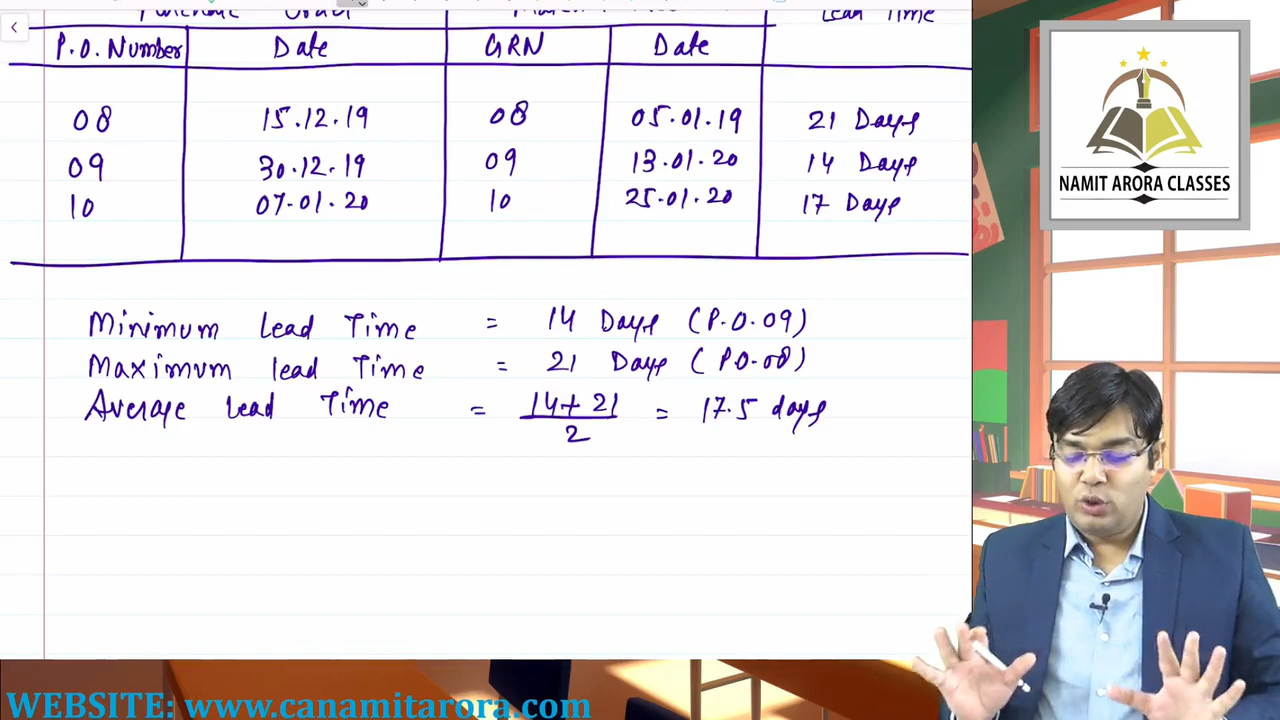 Lead Time
P.O. Number Date GRN Date
08 15.12.19 08 05.01.19 21 Days
09 30.12.19 09 13.01.20 14 Days
10 07.01.20 10 25.01.20 17 Days
Minimum Lead Time = 14 Days (P.O.09)
Maximum lead Time = 21 Days (PO.08)
Average lead Time = 14+21 / 2 = 17.5 days
NAMIT ARORA CLASSES
WEBSITE: www.canamitarora.com